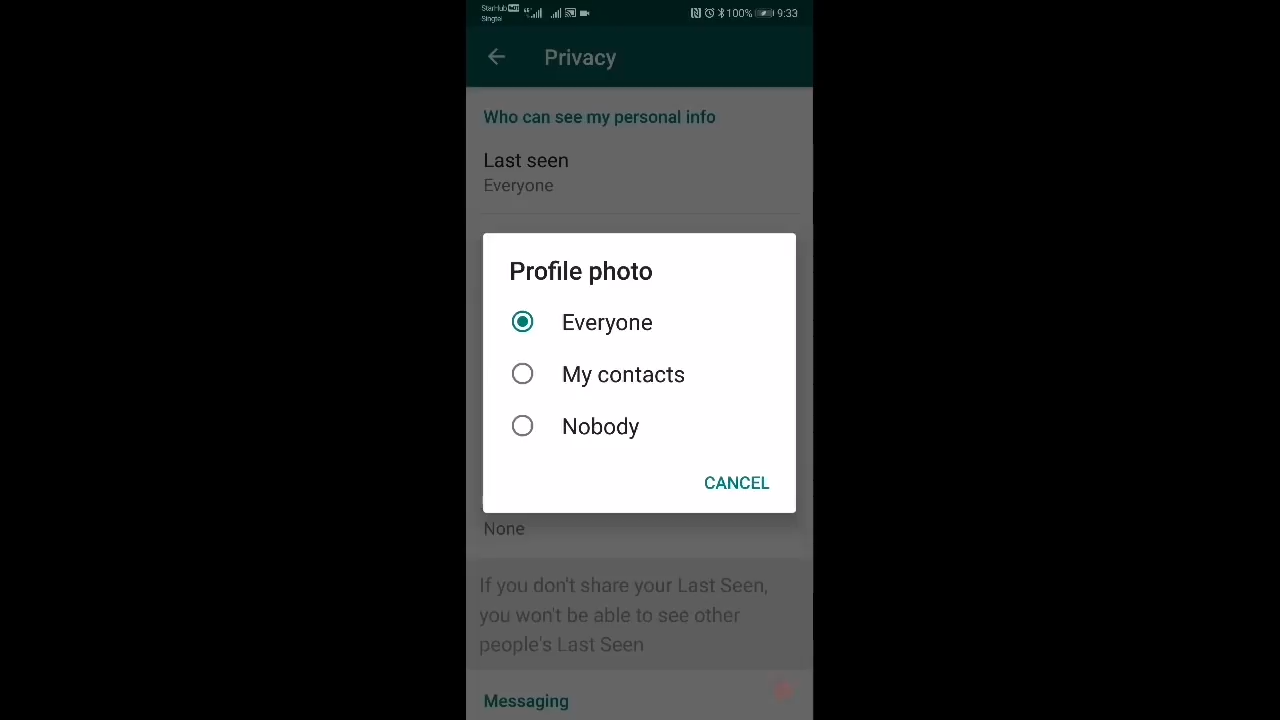 StarHub
Singtel
100%
9:33
Privacy
Who can see my personal info
Last seen
Everyone
Profile photo
Everyone
My contacts
Nobody
CANCEL
None
If you don't share your Last Seen,
you won't be able to see other
people's Last Seen
Messaging